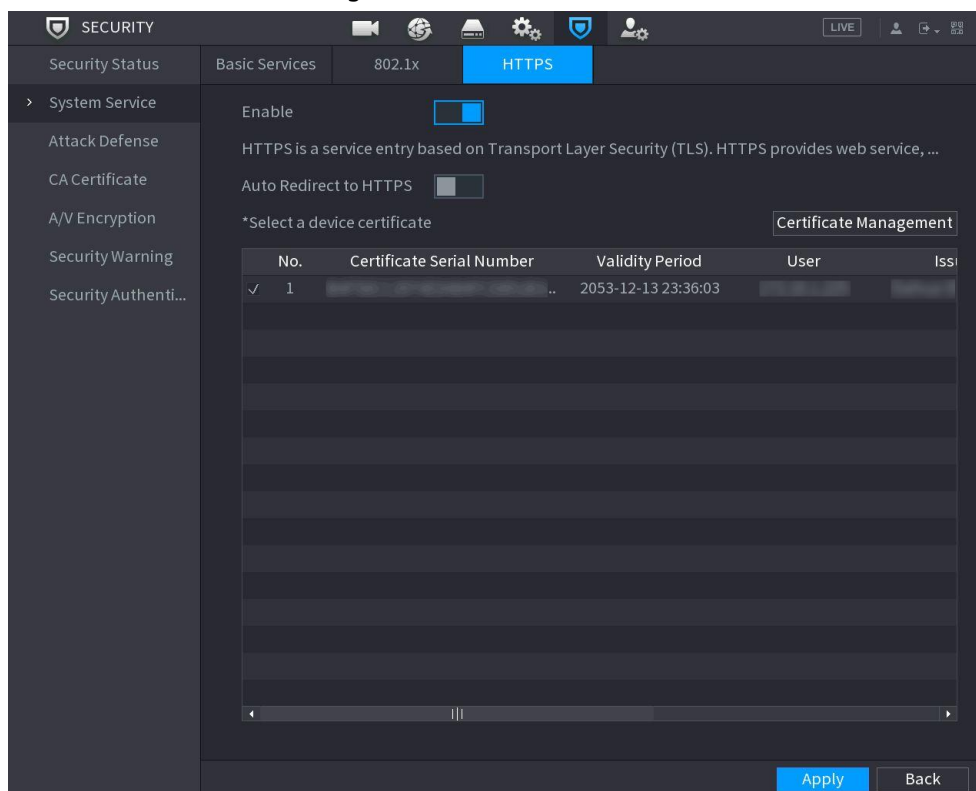 SECURITY
LIVE
Security Status
Basic Services
802.1x
HTTPS
System Service
Enable
Attack Defense
HTTPS is a service entry based on Transport Layer Security (TLS). HTTPS provides web service, ...
CA Certificate
Auto Redirect to HTTPS
A/V Encryption
*Select a device certificate
Certificate Management
Security Warning
No.
Certificate Serial Number
Validity Period
User
Security Authenti...
1
2053-12-13 23:36:03
Apply
Back